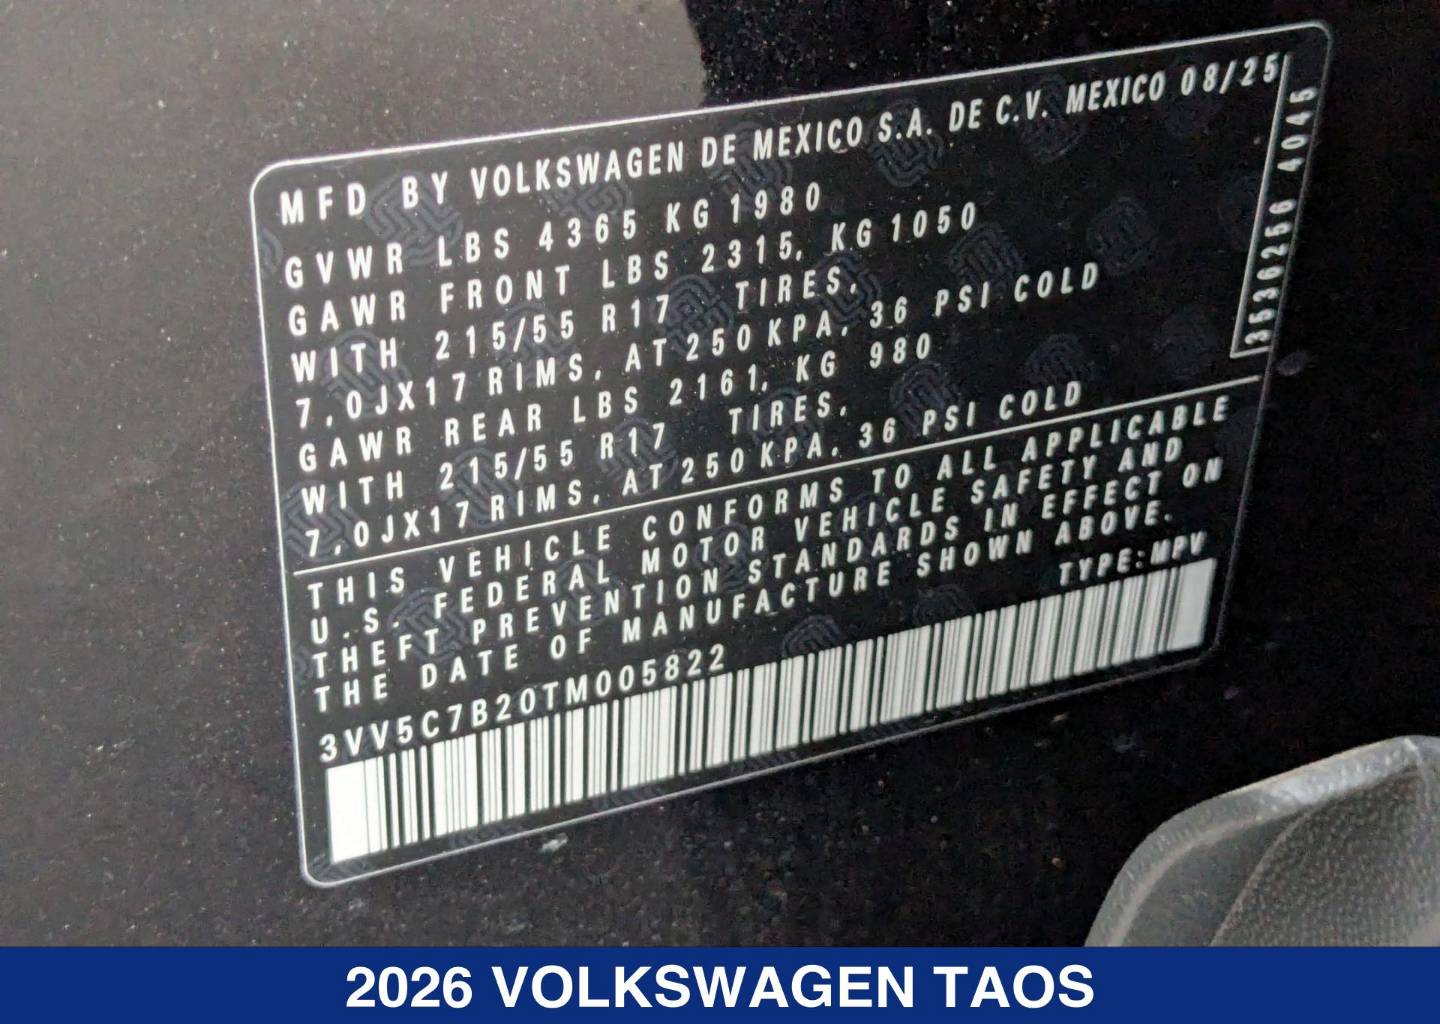 MFD BY VOLKSWAGEN DE MEXICO S.A. DE C.V. MEXICO 08/25
GVWR LBS 4365 KG 1980
GAWR FRONT LBS 2315, KG 1050
WITH 215/55 R17 TIRES,
7,0JX17 RIMS, AT 250 KPA, 36 PSI COLD
GAWR REAR LBS 2161, KG 980
WITH 215/55 R17 TIRES,
7,0JX17 RIMS, AT 250 KPA, 36 PSI COLD
3536256 4045
THIS VEHICLE CONFORMS TO ALL APPLICABLE
U.S. FEDERAL MOTOR VEHICLE SAFETY AND
THEFT PREVENTION STANDARDS IN EFFECT ON
THE DATE OF MANUFACTURE SHOWN ABOVE.
TYPE:MPV
3VV5C7B20TM005822
2026 VOLKSWAGEN TAOS